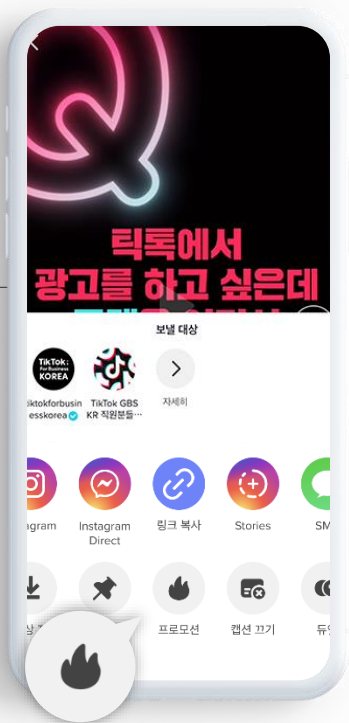 Q
틱톡에서
광고를 하고 싶은데
보낼 대상
TikTok:
For Business
KOREA
iktokforbusin
esskorea
TikTok GBS
KR 직원분들…
자세히
gram
Instagram
Direct
링크 복사
Stories
SM
프로모션
캡션 끄기
듀